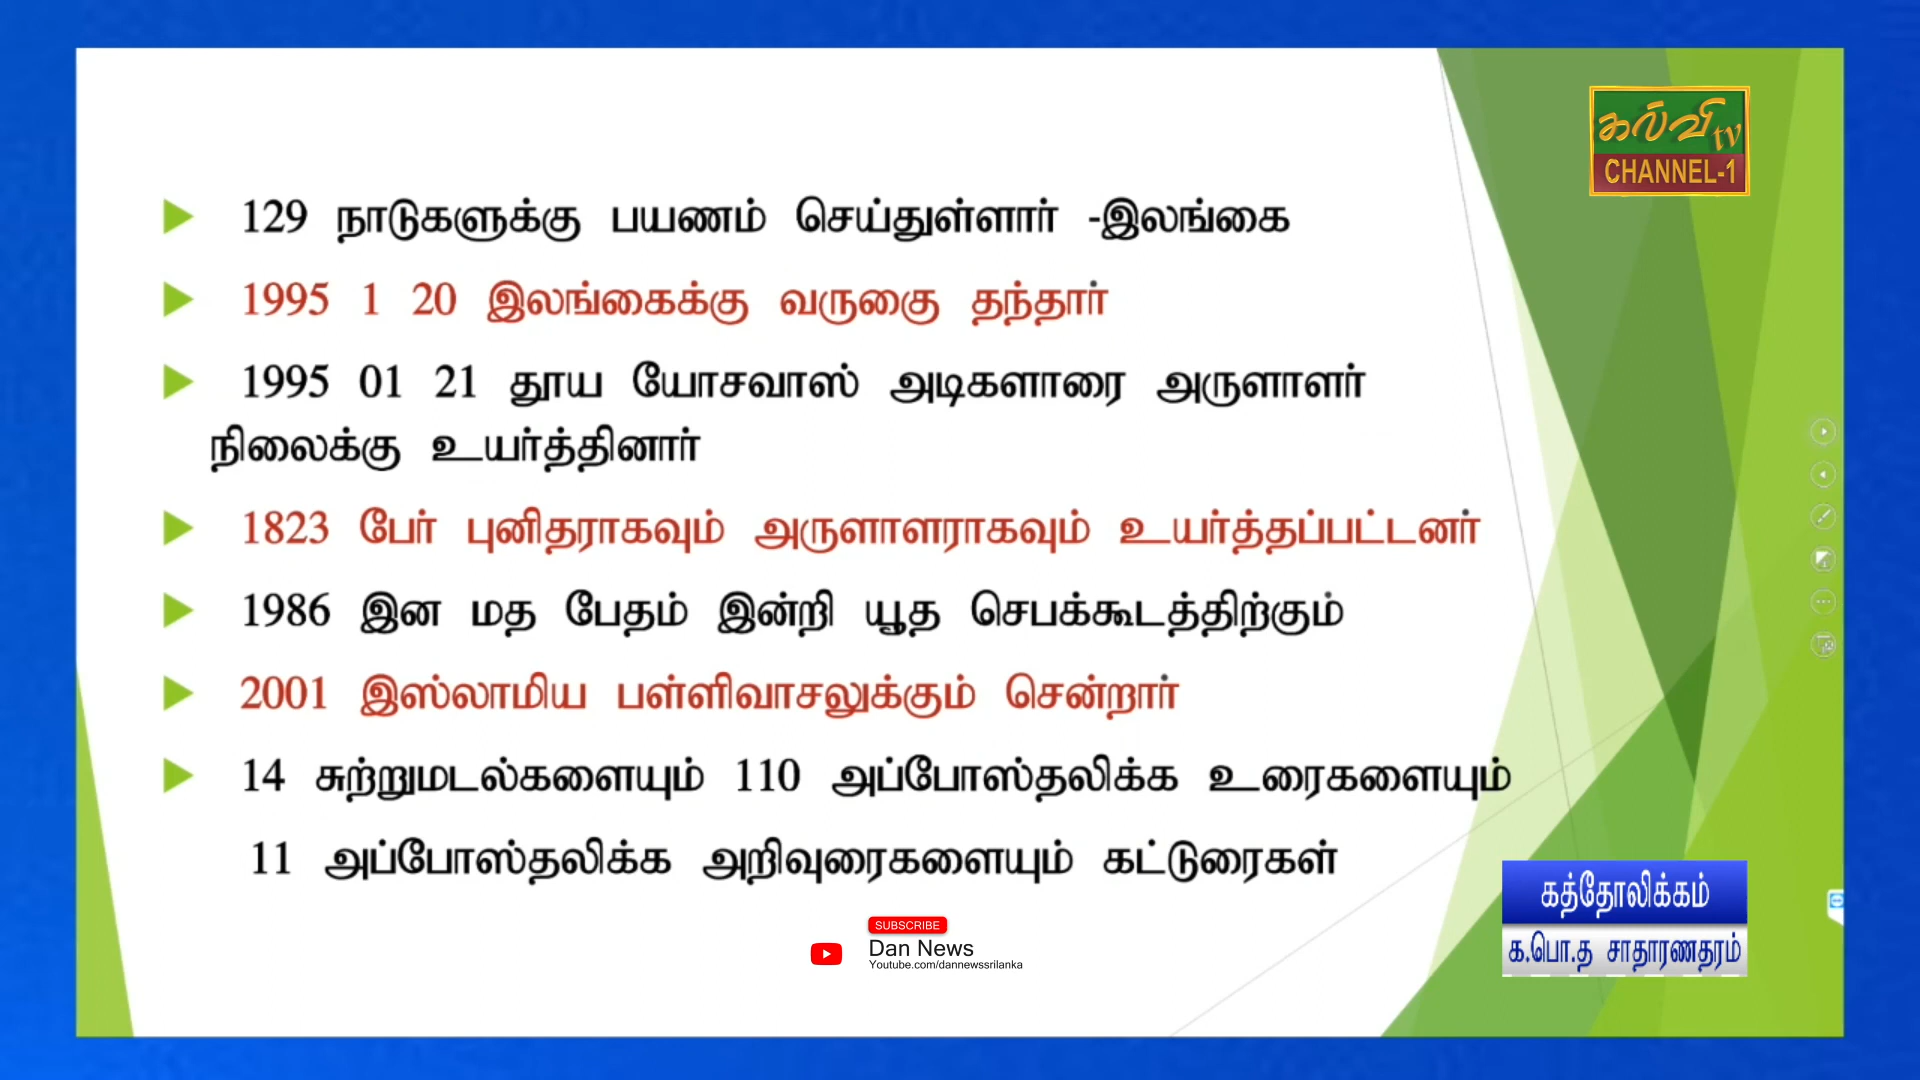 கல்வி tv
CHANNEL-1
129 நாடுகளுக்கு பயணம் செய்துள்ளார் -இலங்கை
1995 1 20 இலங்கைக்கு வருகை தந்தார்
1995 01 21 தூய யோசவாஸ் அடிகளாரை அருளாளர்
நிலைக்கு உயர்த்தினார்
1823 பேர் புனிதராகவும் அருளாளராகவும் உயர்த்தப்பட்டனர்
1986 இன மத பேதம் இன்றி யூத செபக்கூடத்திற்கும்
2001 இஸ்லாமிய பள்ளிவாசலுக்கும் சென்றார்
14 சுற்றுமடல்களையும் 110 அப்போஸ்தலிக்க உரைகளையும்
11 அப்போஸ்தலிக்க அறிவுரைகளையும் கட்டுரைகள்
கத்தோலிக்கம்
க.பொ.த சாதாரணதரம்
SUBSCRIBE
Dan News
Youtube.com/dannewssrilanka